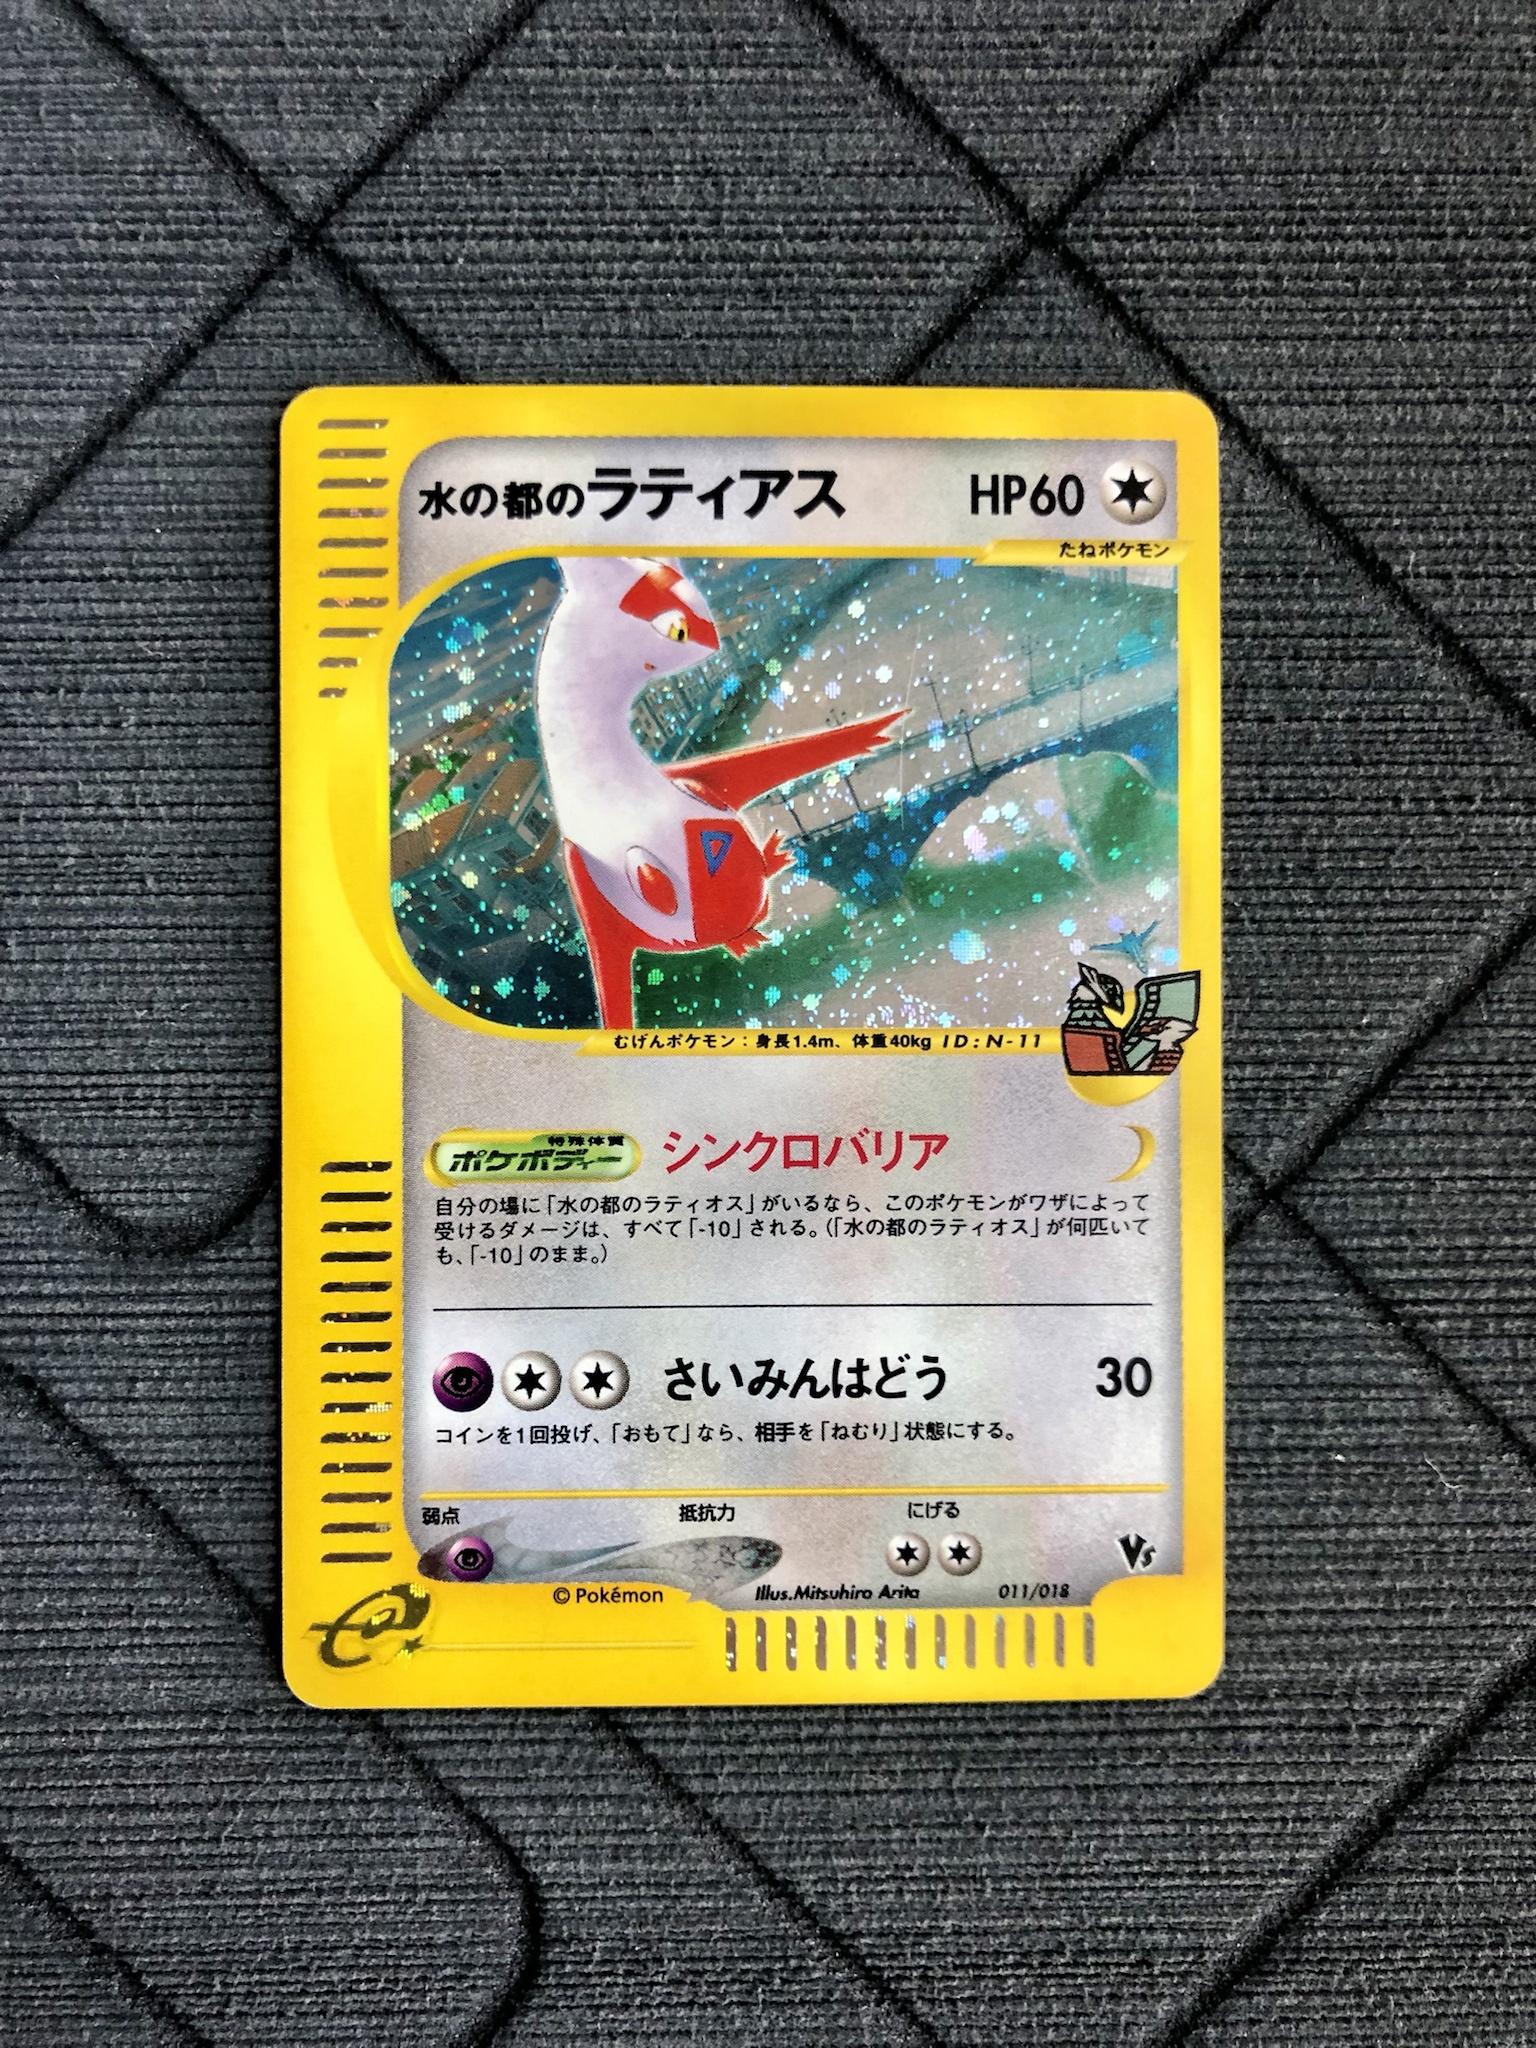 水の都のラティアス HP60
たねポケモン
むげんポケモン：身長1.4m、体重40kg ID:N-11
特殊体質
ポケボディー シンクロバリア
自分の場に「水の都のラティオス」がいるなら、このポケモンがワザによって
受けるダメージは、すべて「-10」される。(「水の都のラティオス」が何匹いて
も、「-10」のまま。)
さいみんはどう 30
コインを1回投げ、「おもて」なら、相手を「ねむり」状態にする。
弱点 抵抗力 にげる
Vs
© Pokémon Illus.Mitsuhiro Arita 011/018
e